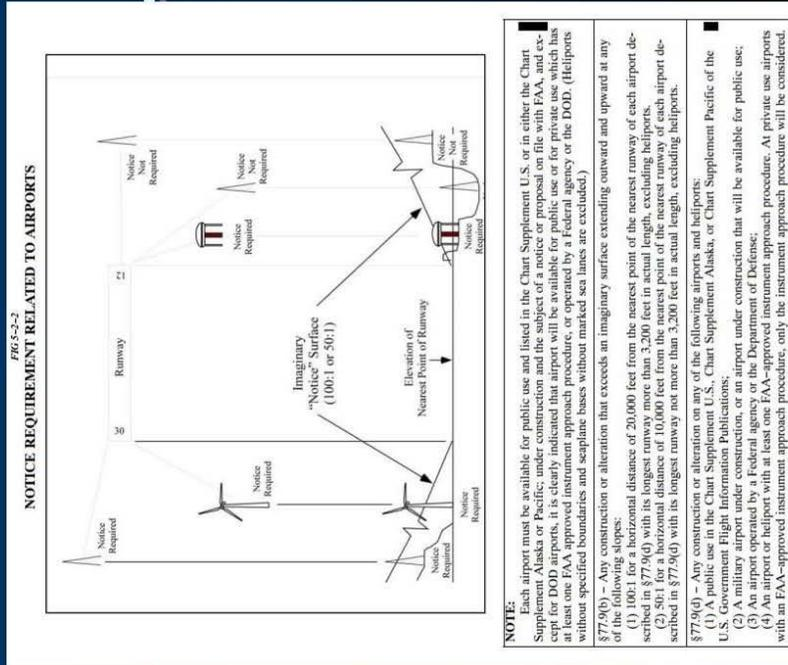 FIG 5-2-2
NOTICE REQUIREMENT RELATED TO AIRPORTS
Notice
Required
30
Runway
12
Notice
Not
Required
Notice
Required
Notice
Required
Notice
Not
Required
Imaginary
"Notice" Surface
(100:1 or 50:1)
Elevation of
Nearest Point of Runway
Notice
Required
Notice
Required
Notice
Required
Notice
Not
Required
NOTE:
Each airport must be available for public use and listed in the Chart Supplement U.S. or in either the Chart
Supplement Alaska or Pacific; under construction and the subject of a notice or proposal on file with FAA, and ex-
cept for DOD airports, it is clearly indicated that airport will be available for public use or for private use which has
at least one FAA approved instrument approach procedure, or operated by a Federal agency or the DOD. (Heliports
without specified boundaries and seaplane bases without marked sea lanes are excluded.)
§77.9(b) – Any construction or alteration that exceeds an imaginary surface extending outward and upward at any
of the following slopes:
(1) 100:1 for a horizontal distance of 20,000 feet from the nearest point of the nearest runway of each airport de-
scribed in §77.9(d) with its longest runway more than 3,200 feet in actual length, excluding heliports.
(2) 50:1 for a horizontal distance of 10,000 feet from the nearest point of the nearest runway of each airport de-
scribed in §77.9(d) with its longest runway not more than 3,200 feet in actual length, excluding heliports.
§77.9(d) – Any construction or alteration on any of the following airports and heliports:
(1) A public use in the Chart Supplement U.S., Chart Supplement Alaska, or Chart Supplement Pacific of the
U.S. Government Flight Information Publications;
(2) A military airport under construction, or an airport under construction that will be available for public use;
(3) An airport operated by a Federal agency or the Department of Defense;
(4) An airport or heliport with at least one FAA–approved instrument approach procedure. At private use airports
with an FAA–approved instrument approach procedure, only the instrument approach procedure will be considered.